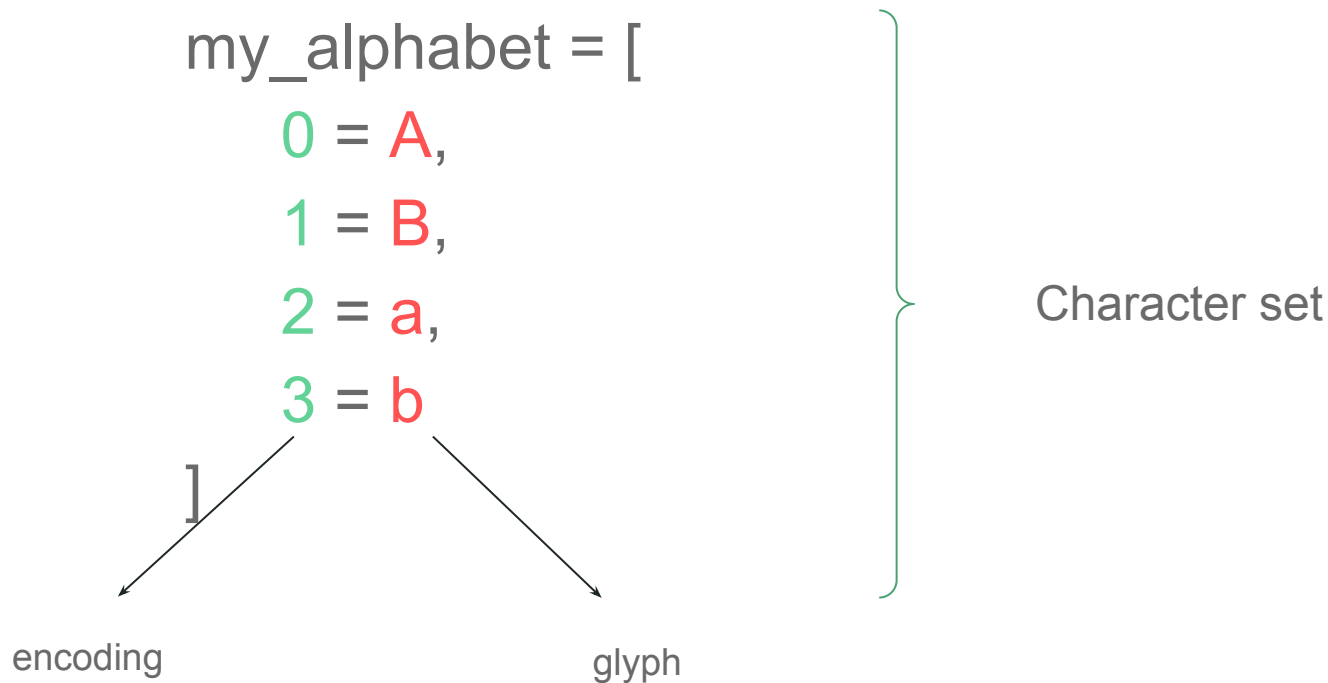 my_alphabet = [
0 = A,
1 = B,
2 = a,
3 = b
]
Character set
encoding
glyph